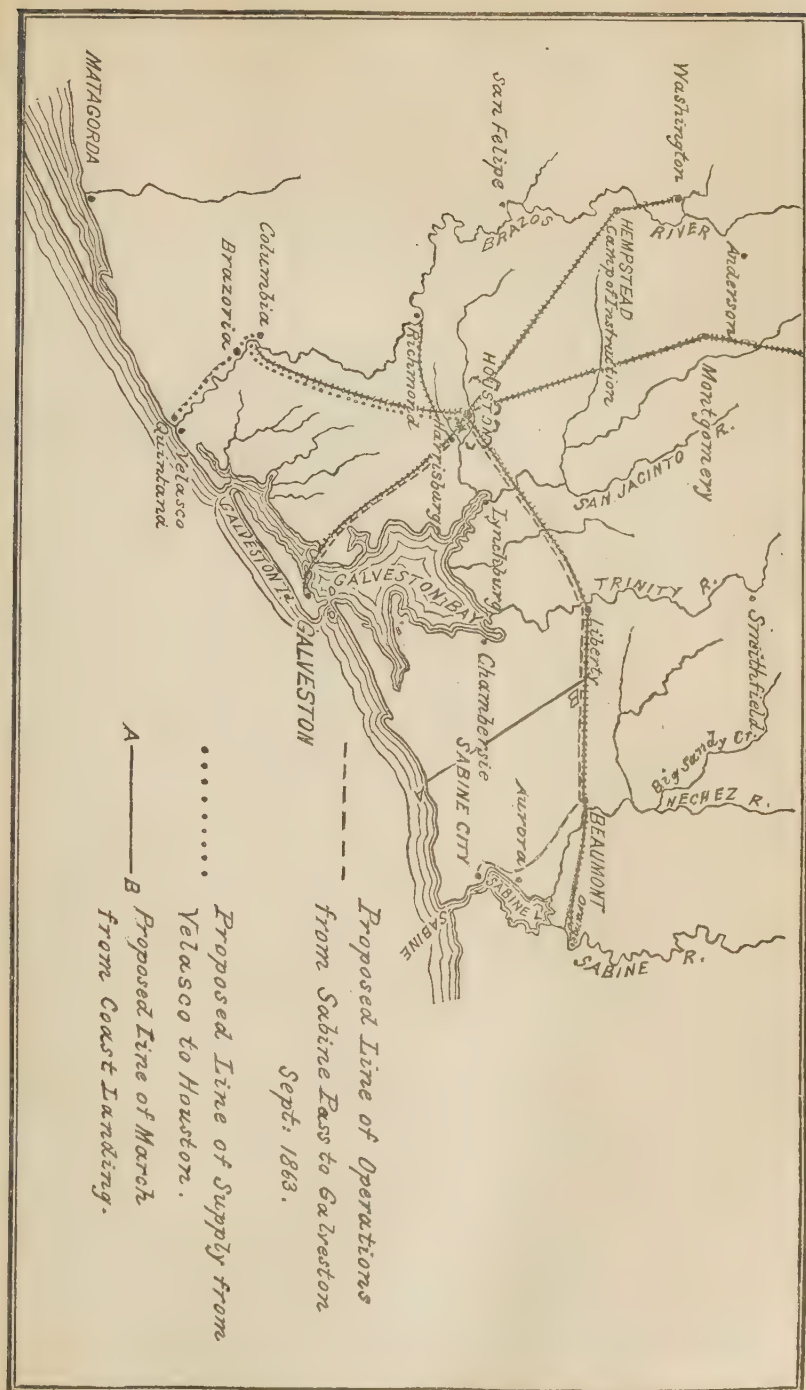 Washington
Anderson
BRAZOS
RIVER
San Felipe
HEMPSTEAD
Camp of Instruction
Montgomery
SAN JACINTO
TRINITY R.
Smithfield
Big Sandy Cr.
NECHEZ R.
HOUSTON
Richmond
Harrisburg
Lynchburg
Liberty
B
BEAUMONT
Orange
SABINE R.
Columbia
Brazoria
Chambersie
SABINE CITY
Aurora
SABINE L.
SABINE
MATAGORDA
Velasco
Quintana
GALVESTON Id
GALVESTON BAY
GALVESTON
A
Proposed Line of Operations
from Sabine Pass to Galveston
Sept: 1863.
Proposed Line of Supply from
Velasco to Houston.
A B Proposed Line of March
from Coast Landing.